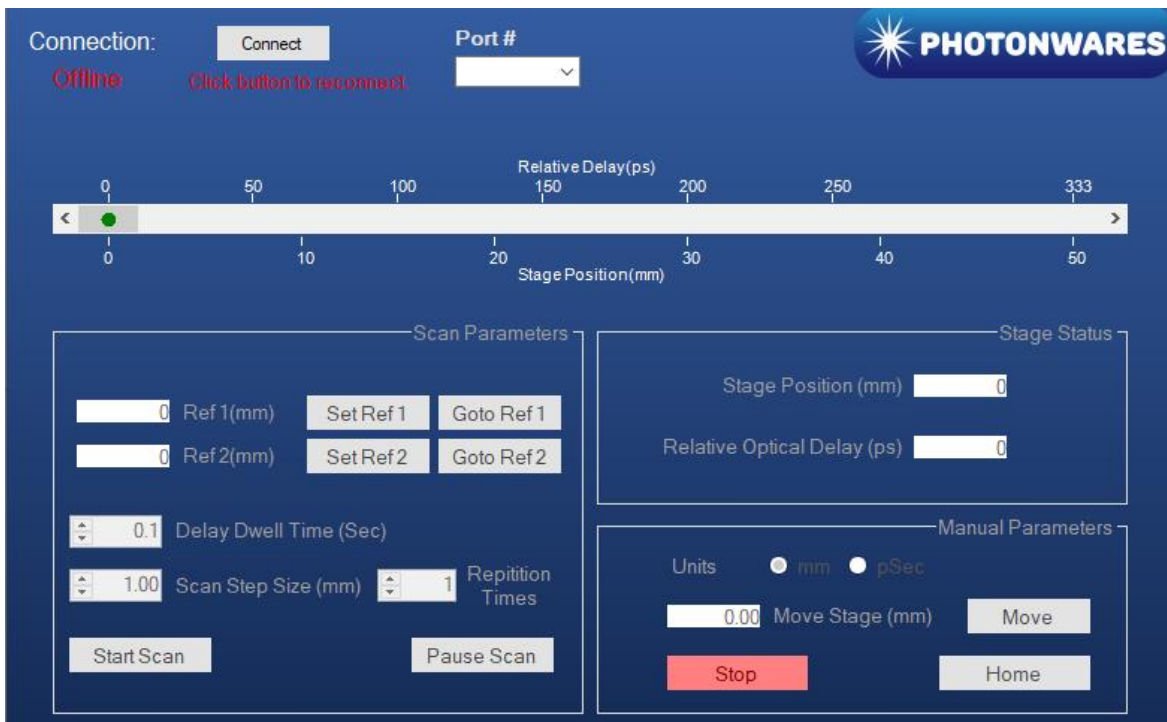 Connection:
Connect
Port #
PHOTONWARES
Offline
Click button to reconnect.
Relative Delay(ps)
0 50 100 150 200 250 333
< >
0 10 20 30 40 50
Stage Position(mm)
Scan Parameters
0 Ref 1(mm) Set Ref 1 Goto Ref 1
0 Ref 2(mm) Set Ref 2 Goto Ref 2
0.1 Delay Dwell Time (Sec)
1.00 Scan Step Size (mm) 1 Repitition
Times
Start Scan Pause Scan
Stage Status
Stage Position (mm) 0
Relative Optical Delay (ps) 0
Manual Parameters
Units mm pSec
0.00 Move Stage (mm) Move
Stop Home